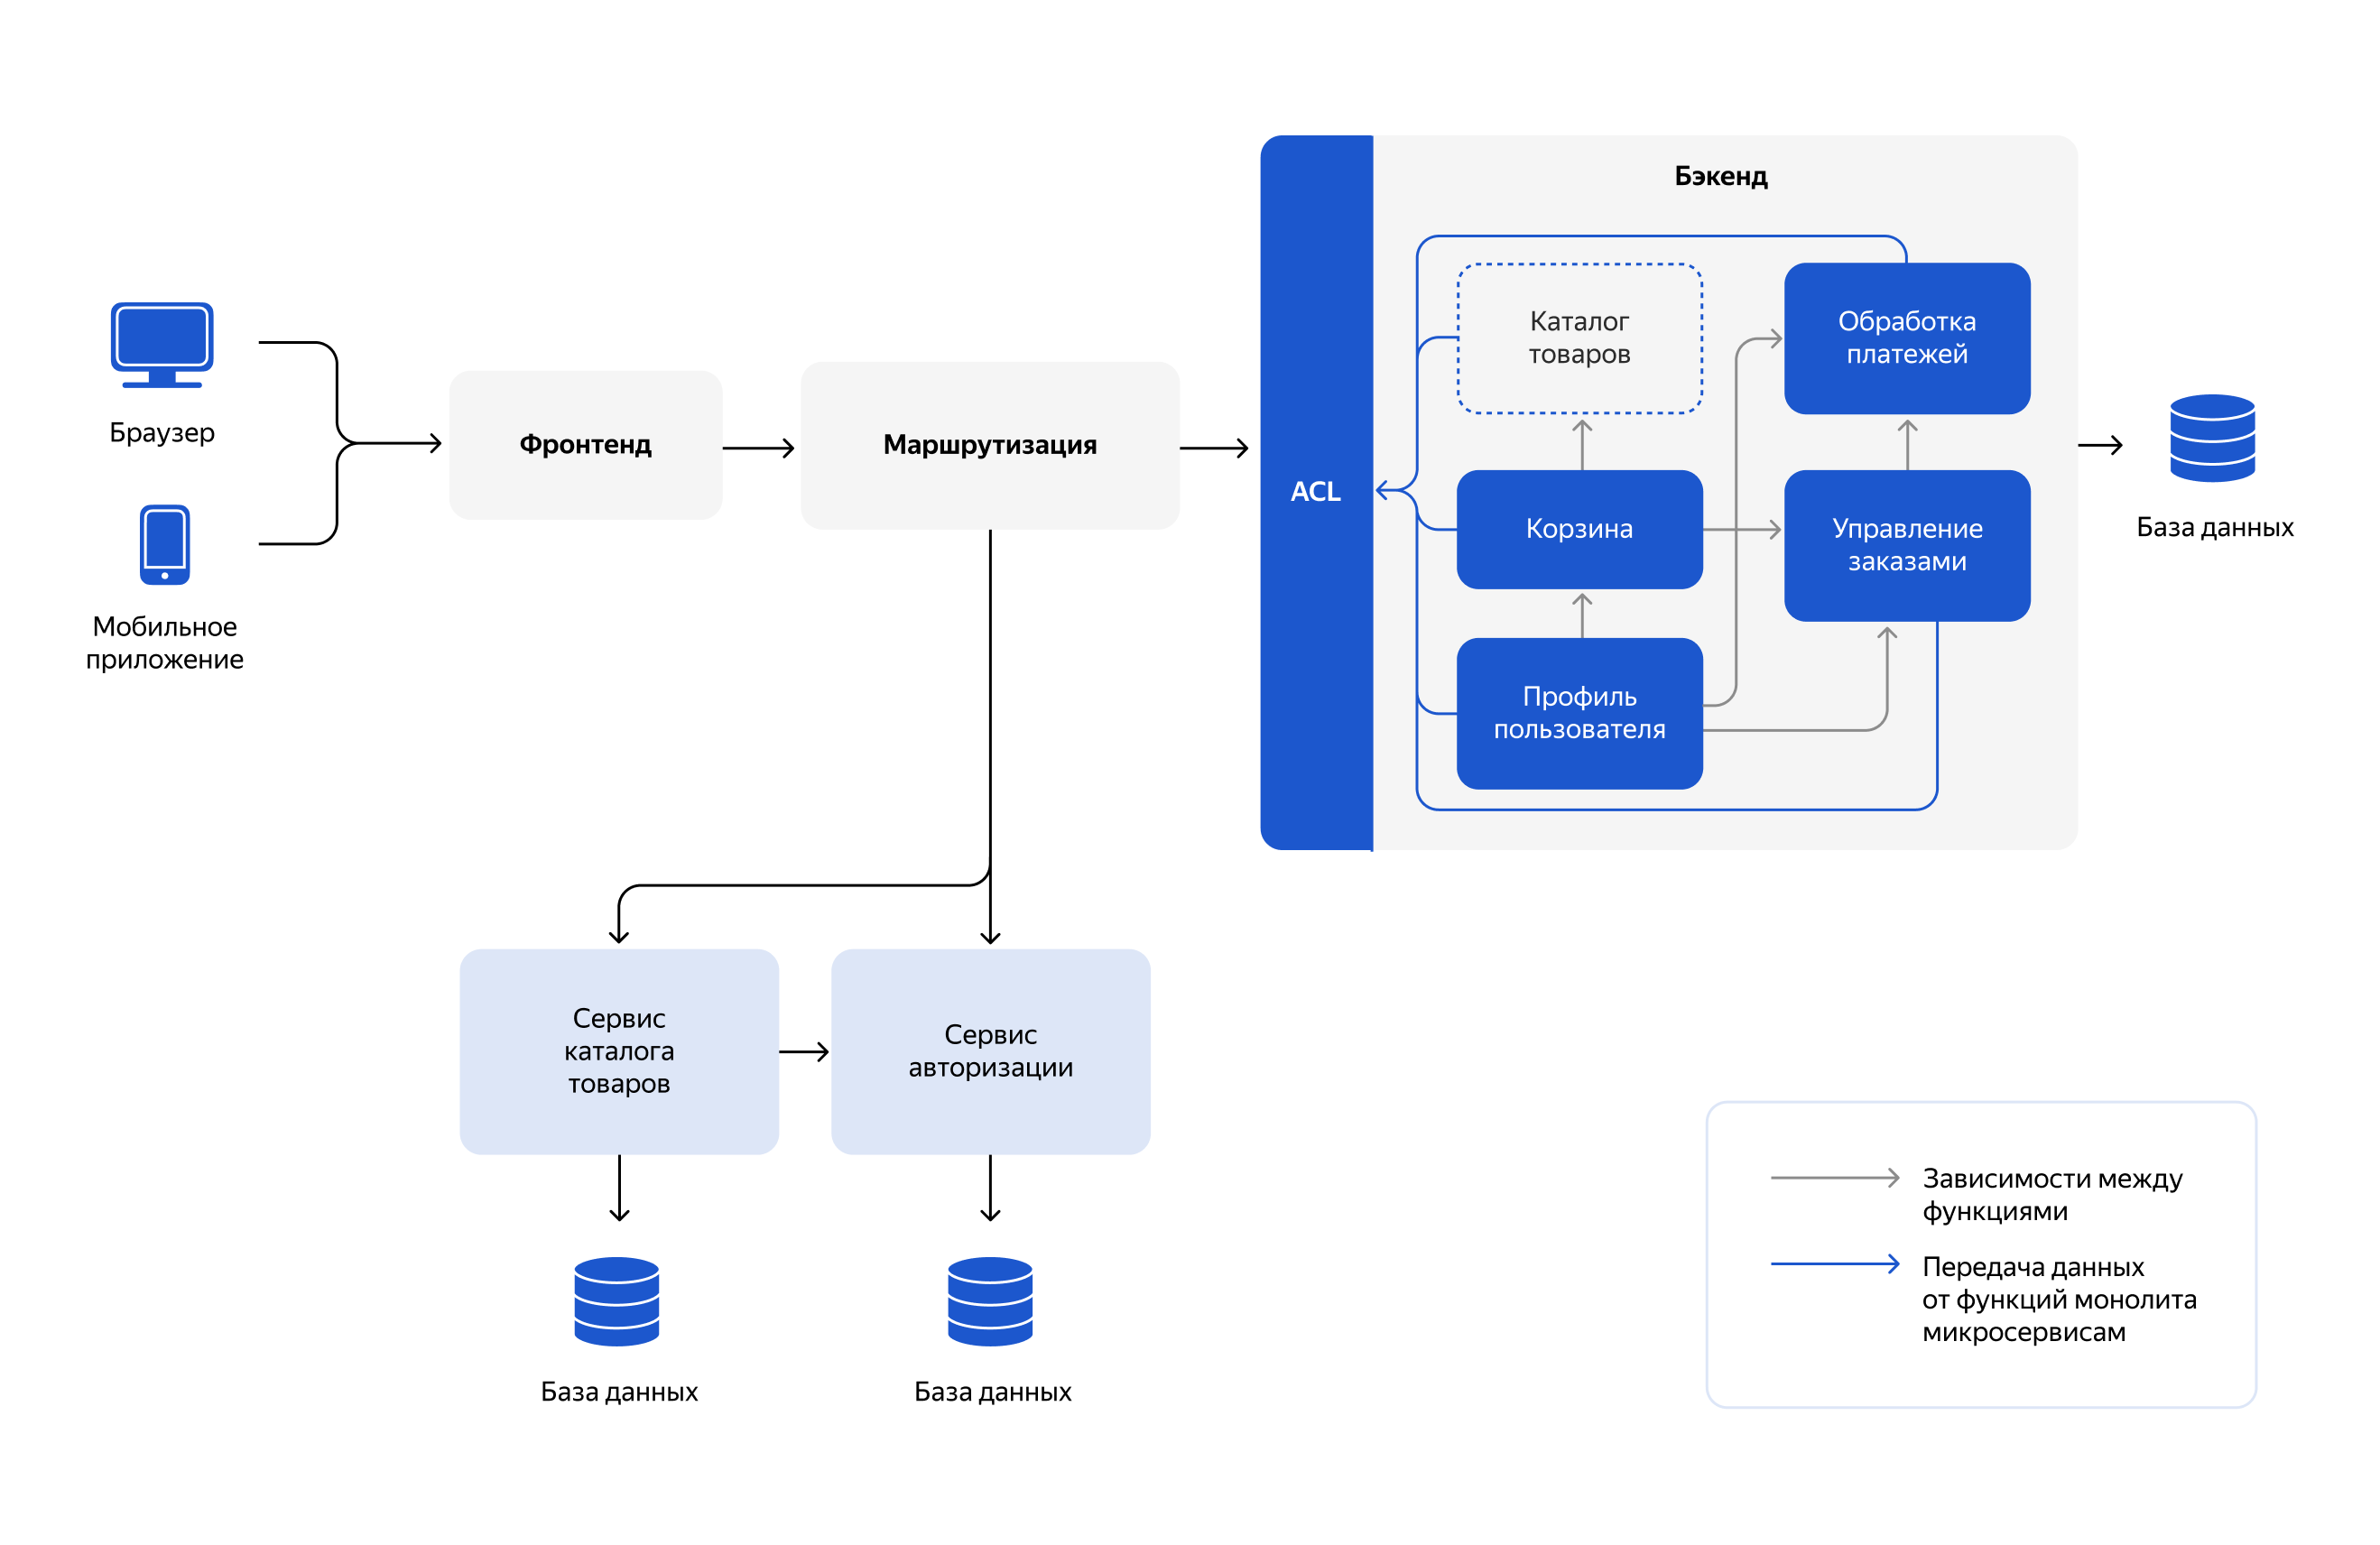 Браузер
Мобильное
приложение
Фронтенд
Маршрутизация
ACL
Бэкенд
Каталог
товаров
Обработка
платежей
Корзина
Управление
заказами
Профиль
пользователя
База данных
Сервис
каталога
товаров
Сервис
авторизации
База данных
База данных
Зависимости между
функциями
Передача данных
от функций монолита
микросервисам